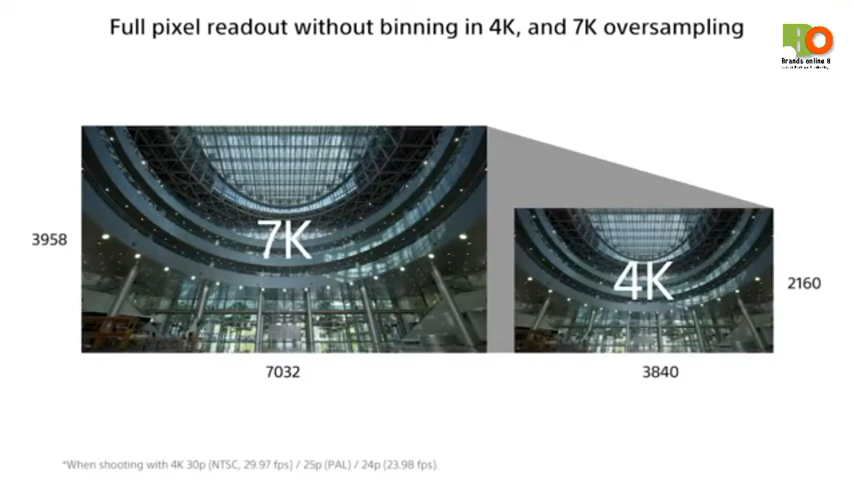 Full pixel readout without binning in 4K, and 7K oversampling
Brands online 8
7K
3958
4K
2160
7032
3840
*When shooting with 4K 30p (NTSC, 29.97 fps) / 25p (PAL) / 24p (23.98 fps).